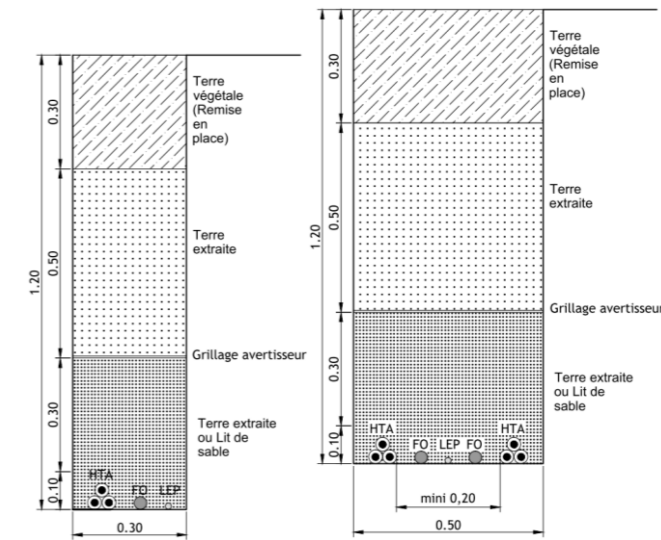 0.30
Terre
végétale
(Remise
en
place)
1.20
0.50
Terre
extraite
Grillage avertisseur
0.30
Terre extraite
ou Lit de
sable
0.10
HTA
FO
LEP
0.30
0.30
Terre
végétale
(Remise
en
place)
1.20
0.50
Terre
extraite
Grillage avertisseur
0.30
Terre extraite
ou Lit de
sable
0.10
HTA
FO
LEP
FO
HTA
mini 0,20
0.50